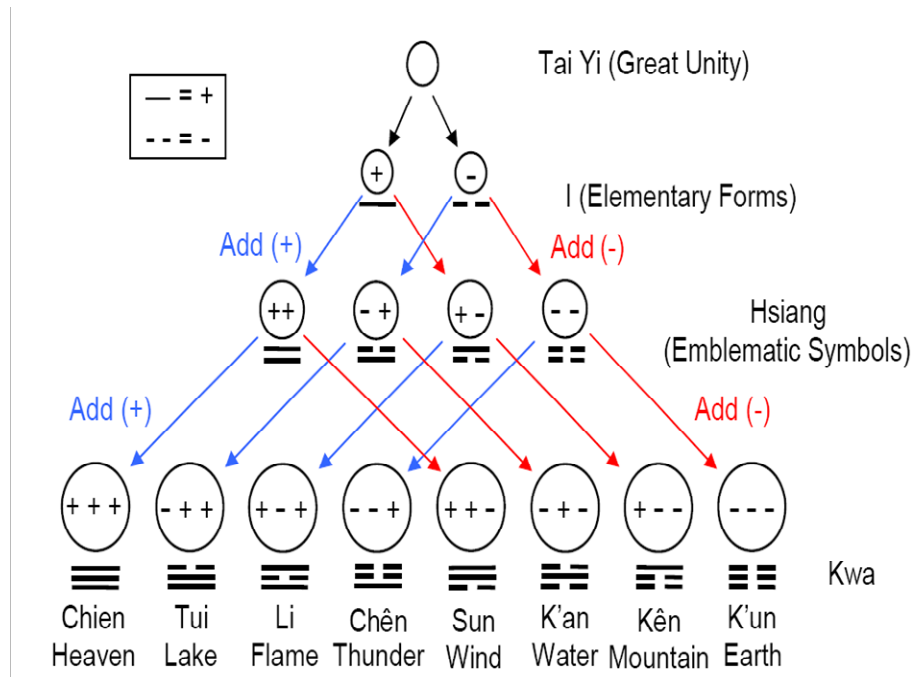 Tai Yi (Great Unity)
— = +
- - = -
+ -
I (Elementary Forms)
Add (+) Add (-)
++ - + + - - -
Hsiang
(Emblematic Symbols)
Add (+) Add (-)
+ + + - + + + - + - - + + + - - + - + - - - - -
Kwa
Chien Tui Li Chên Sun K'an Kên K'un
Heaven Lake Flame Thunder Wind Water Mountain Earth